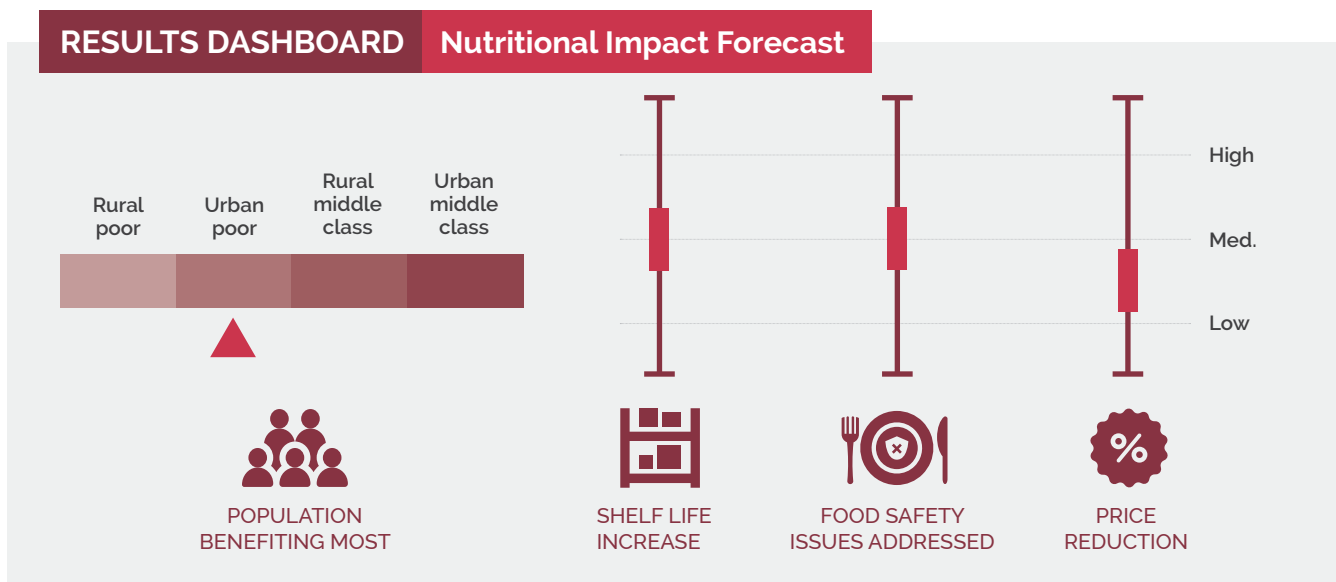 RESULTS DASHBOARD Nutritional Impact Forecast
Rural
poor
Urban
poor
Rural
middle
class
Urban
middle
class
High
Med.
Low
POPULATION
BENEFITING MOST
SHELF LIFE
INCREASE
FOOD SAFETY
ISSUES ADDRESSED
%
PRICE
REDUCTION